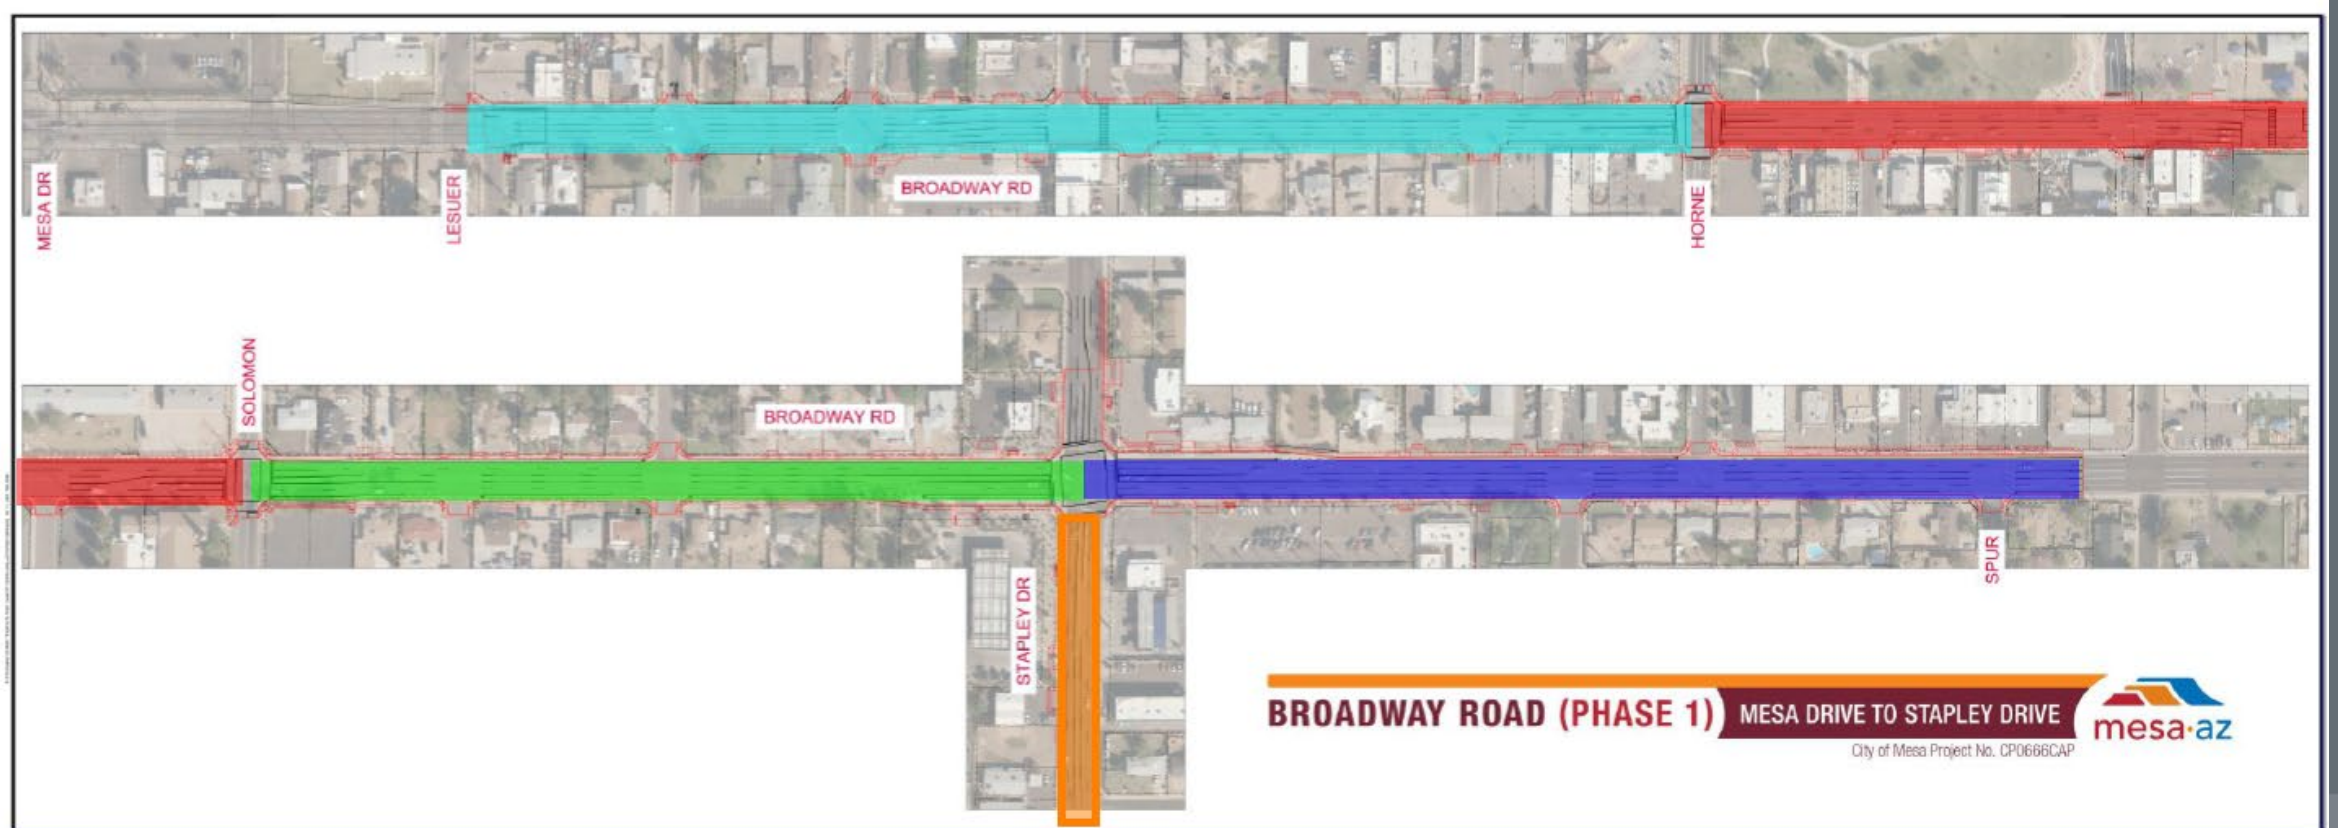 MESA DR
LESUER
BROADWAY RD
HORNE
SOLOMON
BROADWAY RD
STAPLEY DR
SPUR
BROADWAY ROAD (PHASE 1) MESA DRIVE TO STAPLEY DRIVE
mesa·az
City of Mesa Project No. CP0666CAP